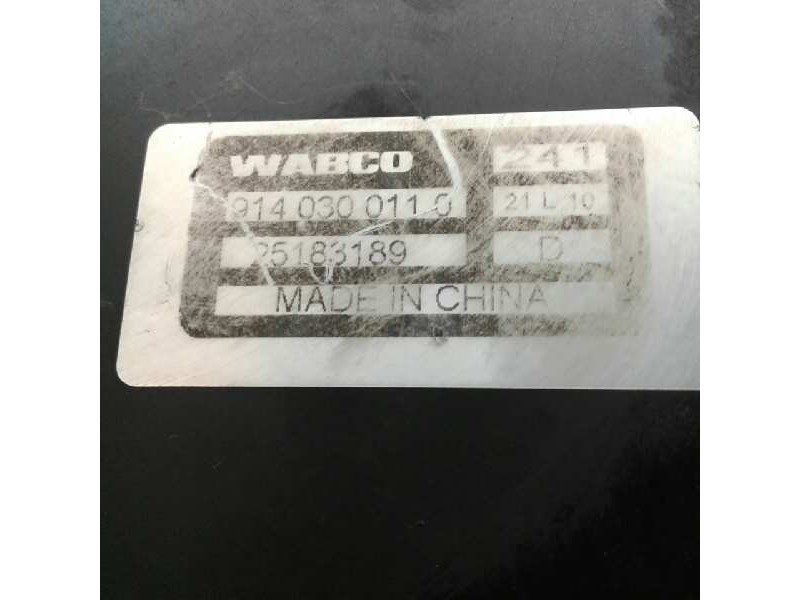 WABCO 241
914 030 011 0 21 L 10
25183189 D
MADE IN CHINA